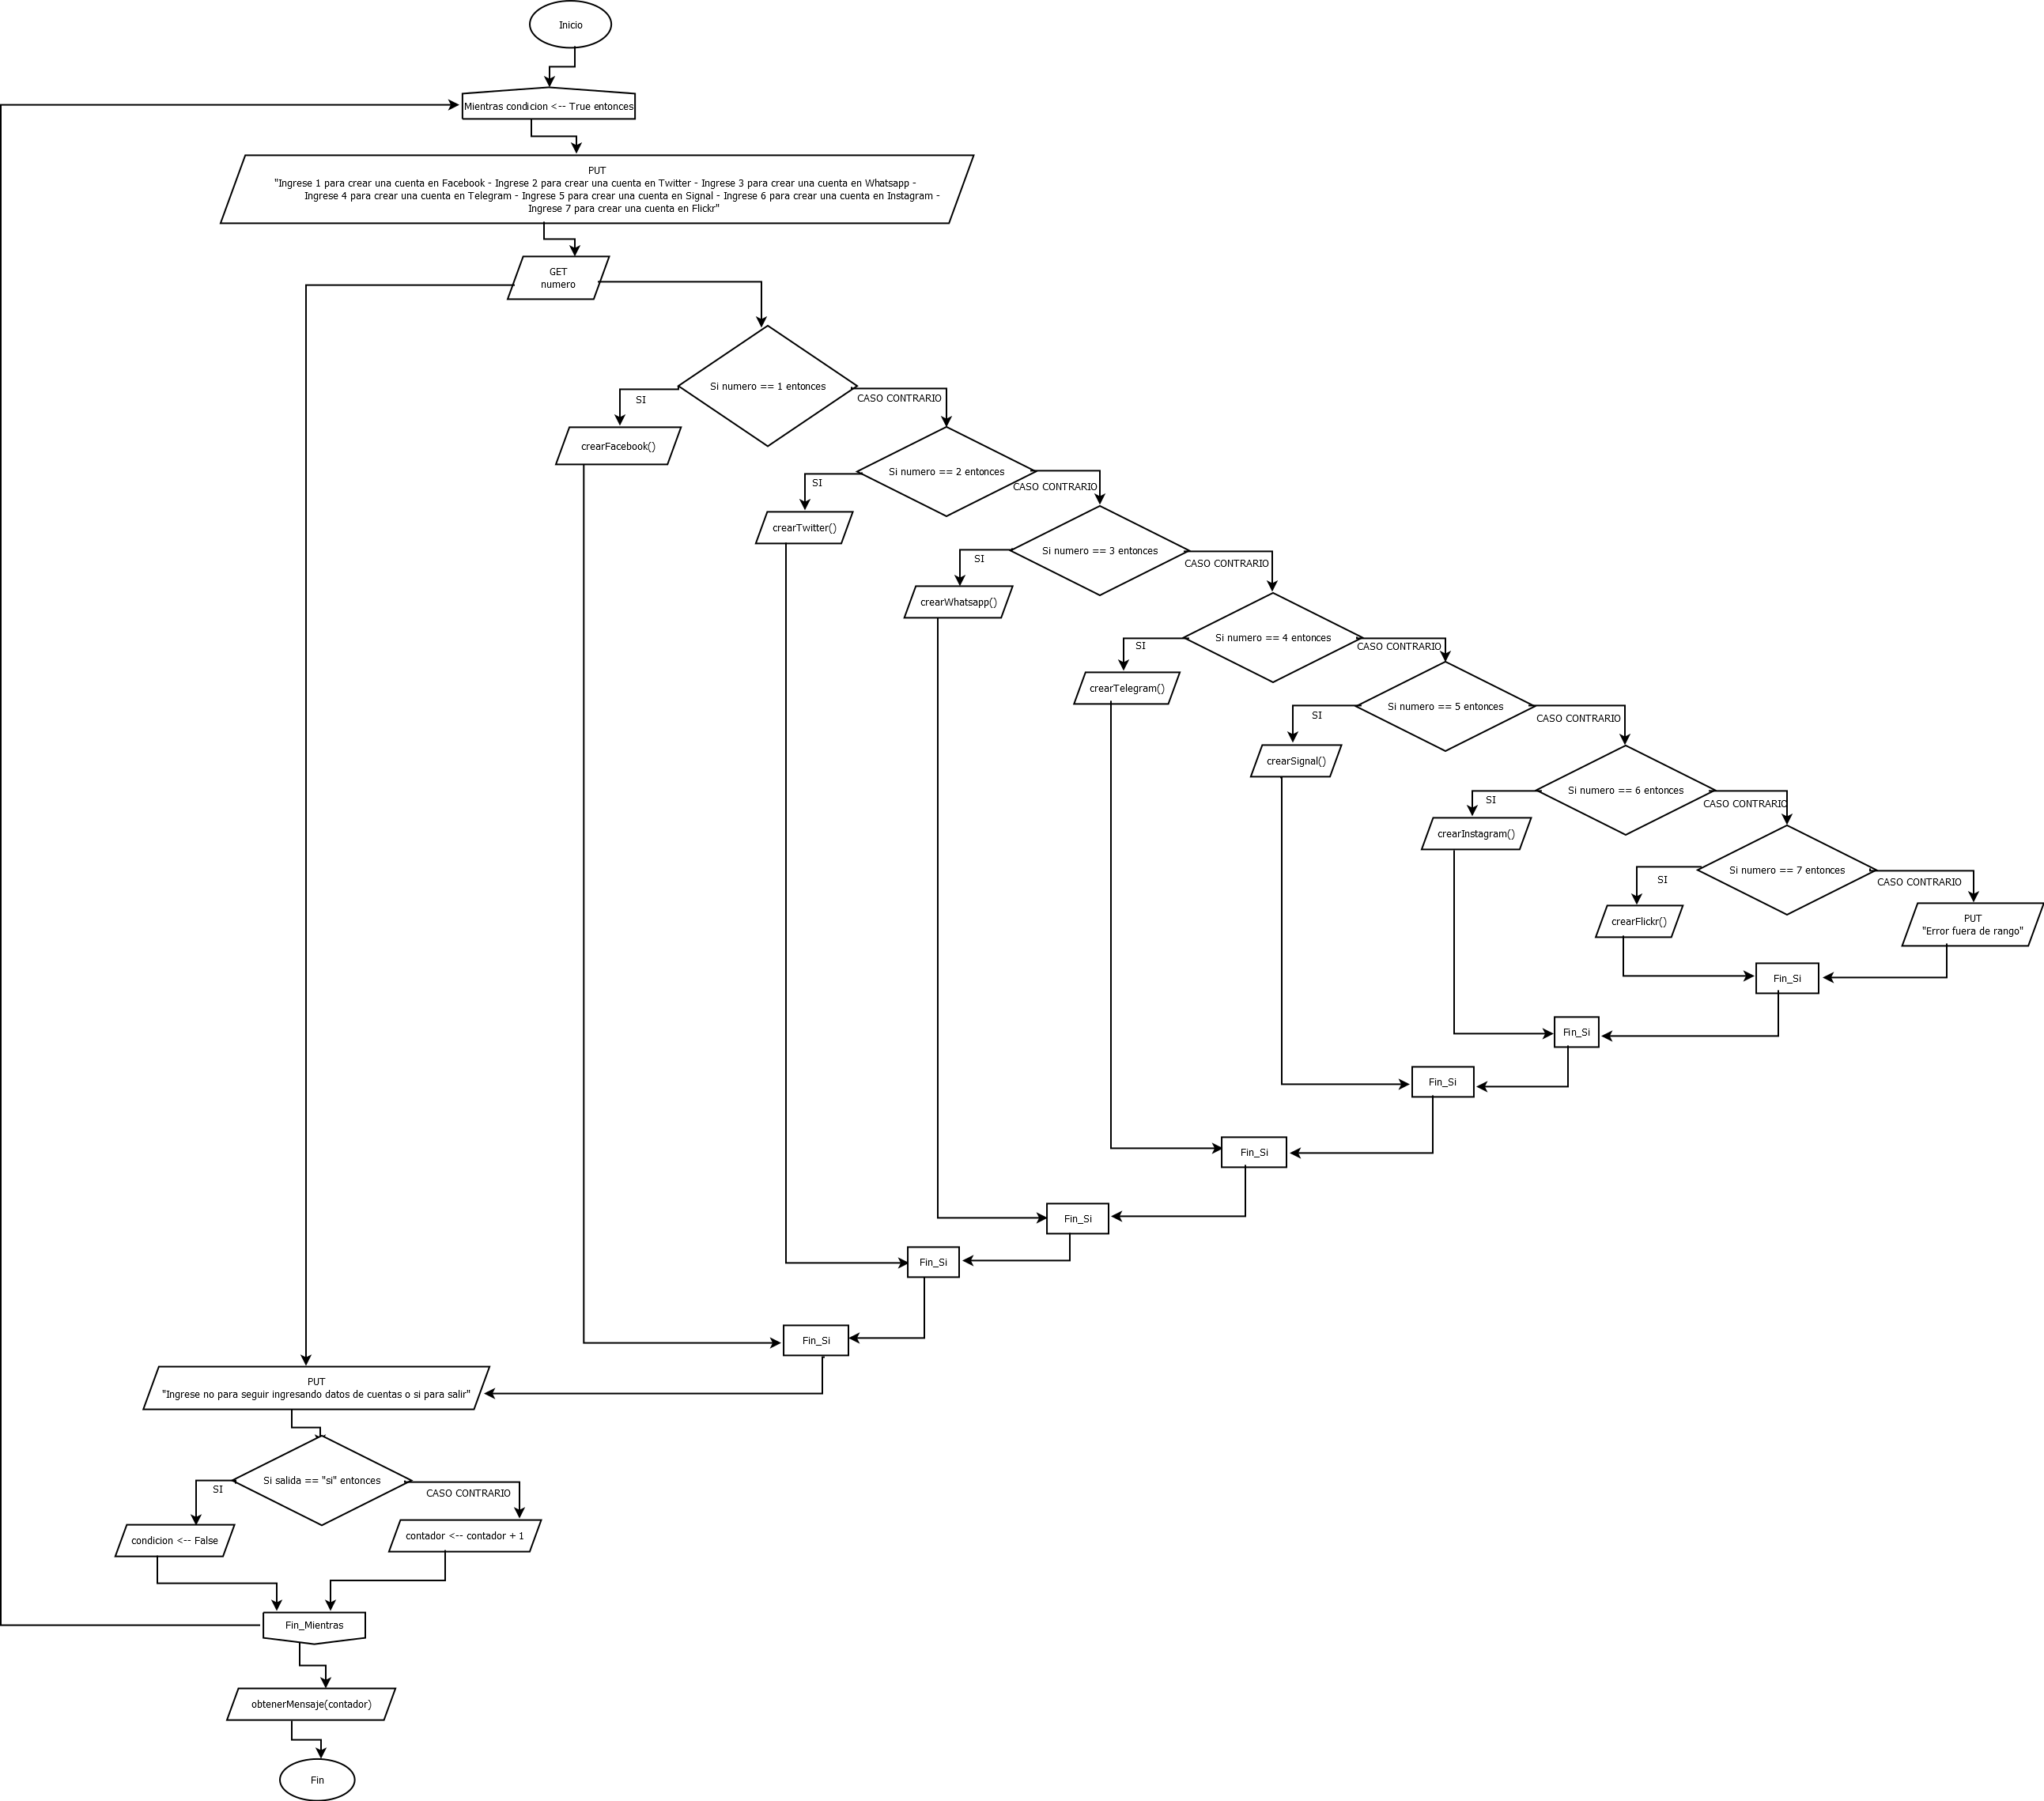 Inicio
Mientras condicion <-- True entonces
PUT
"Ingrese 1 para crear una cuenta en Facebook - Ingrese 2 para crear una cuenta en Twitter - Ingrese 3 para crear una cuenta en Whatsapp -
Ingrese 4 para crear una cuenta en Telegram - Ingrese 5 para crear una cuenta en Signal - Ingrese 6 para crear una cuenta en Instagram -
Ingrese 7 para crear una cuenta en Flickr"
GET
numero
Si numero == 1 entonces
SI
CASO CONTRARIO
crearFacebook()
Si numero == 2 entonces
SI
CASO CONTRARIO
crearTwitter()
Si numero == 3 entonces
SI
CASO CONTRARIO
crearWhatsapp()
Si numero == 4 entonces
SI
CASO CONTRARIO
crearTelegram()
Si numero == 5 entonces
SI
CASO CONTRARIO
crearSignal()
Si numero == 6 entonces
SI
CASO CONTRARIO
crearInstagram()
Si numero == 7 entonces
SI
CASO CONTRARIO
crearFlickr()
PUT
"Error fuera de rango"
Fin_Si
Fin_Si
Fin_Si
Fin_Si
Fin_Si
Fin_Si
Fin_Si
PUT
"Ingrese no para seguir ingresando datos de cuentas o si para salir"
Si salida == "si" entonces
SI
CASO CONTRARIO
condicion <-- False
contador <-- contador + 1
Fin_Mientras
obtenerMensaje(contador)
Fin